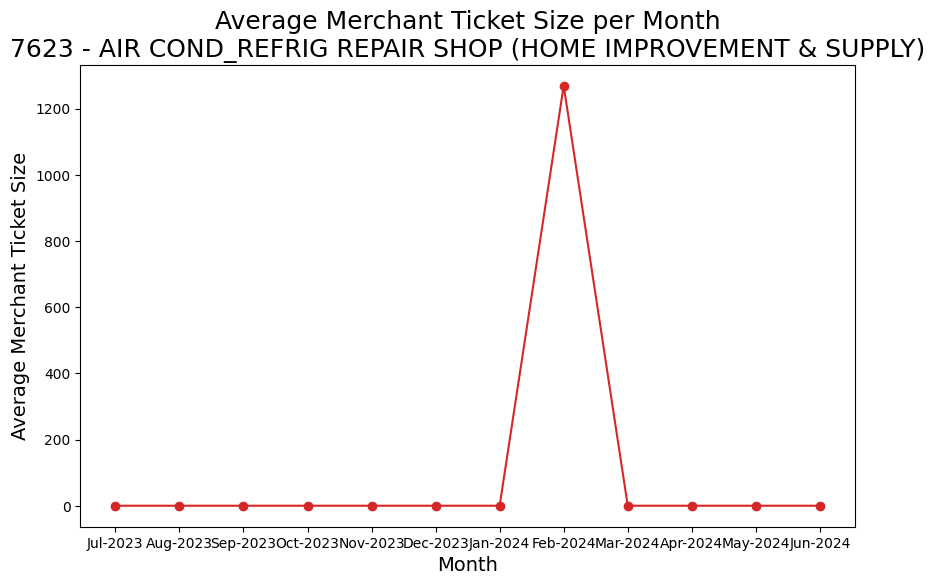 Average Merchant Ticket Size per Month
7623 - AIR COND_REFRIG REPAIR SHOP (HOME IMPROVEMENT & SUPPLY)
Average Merchant Ticket Size
1200
1000
800
600
400
200
0
Jul-2023 Aug-2023 Sep-2023 Oct-2023 Nov-2023 Dec-2023 Jan-2024 Feb-2024 Mar-2024 Apr-2024 May-2024 Jun-2024
Month